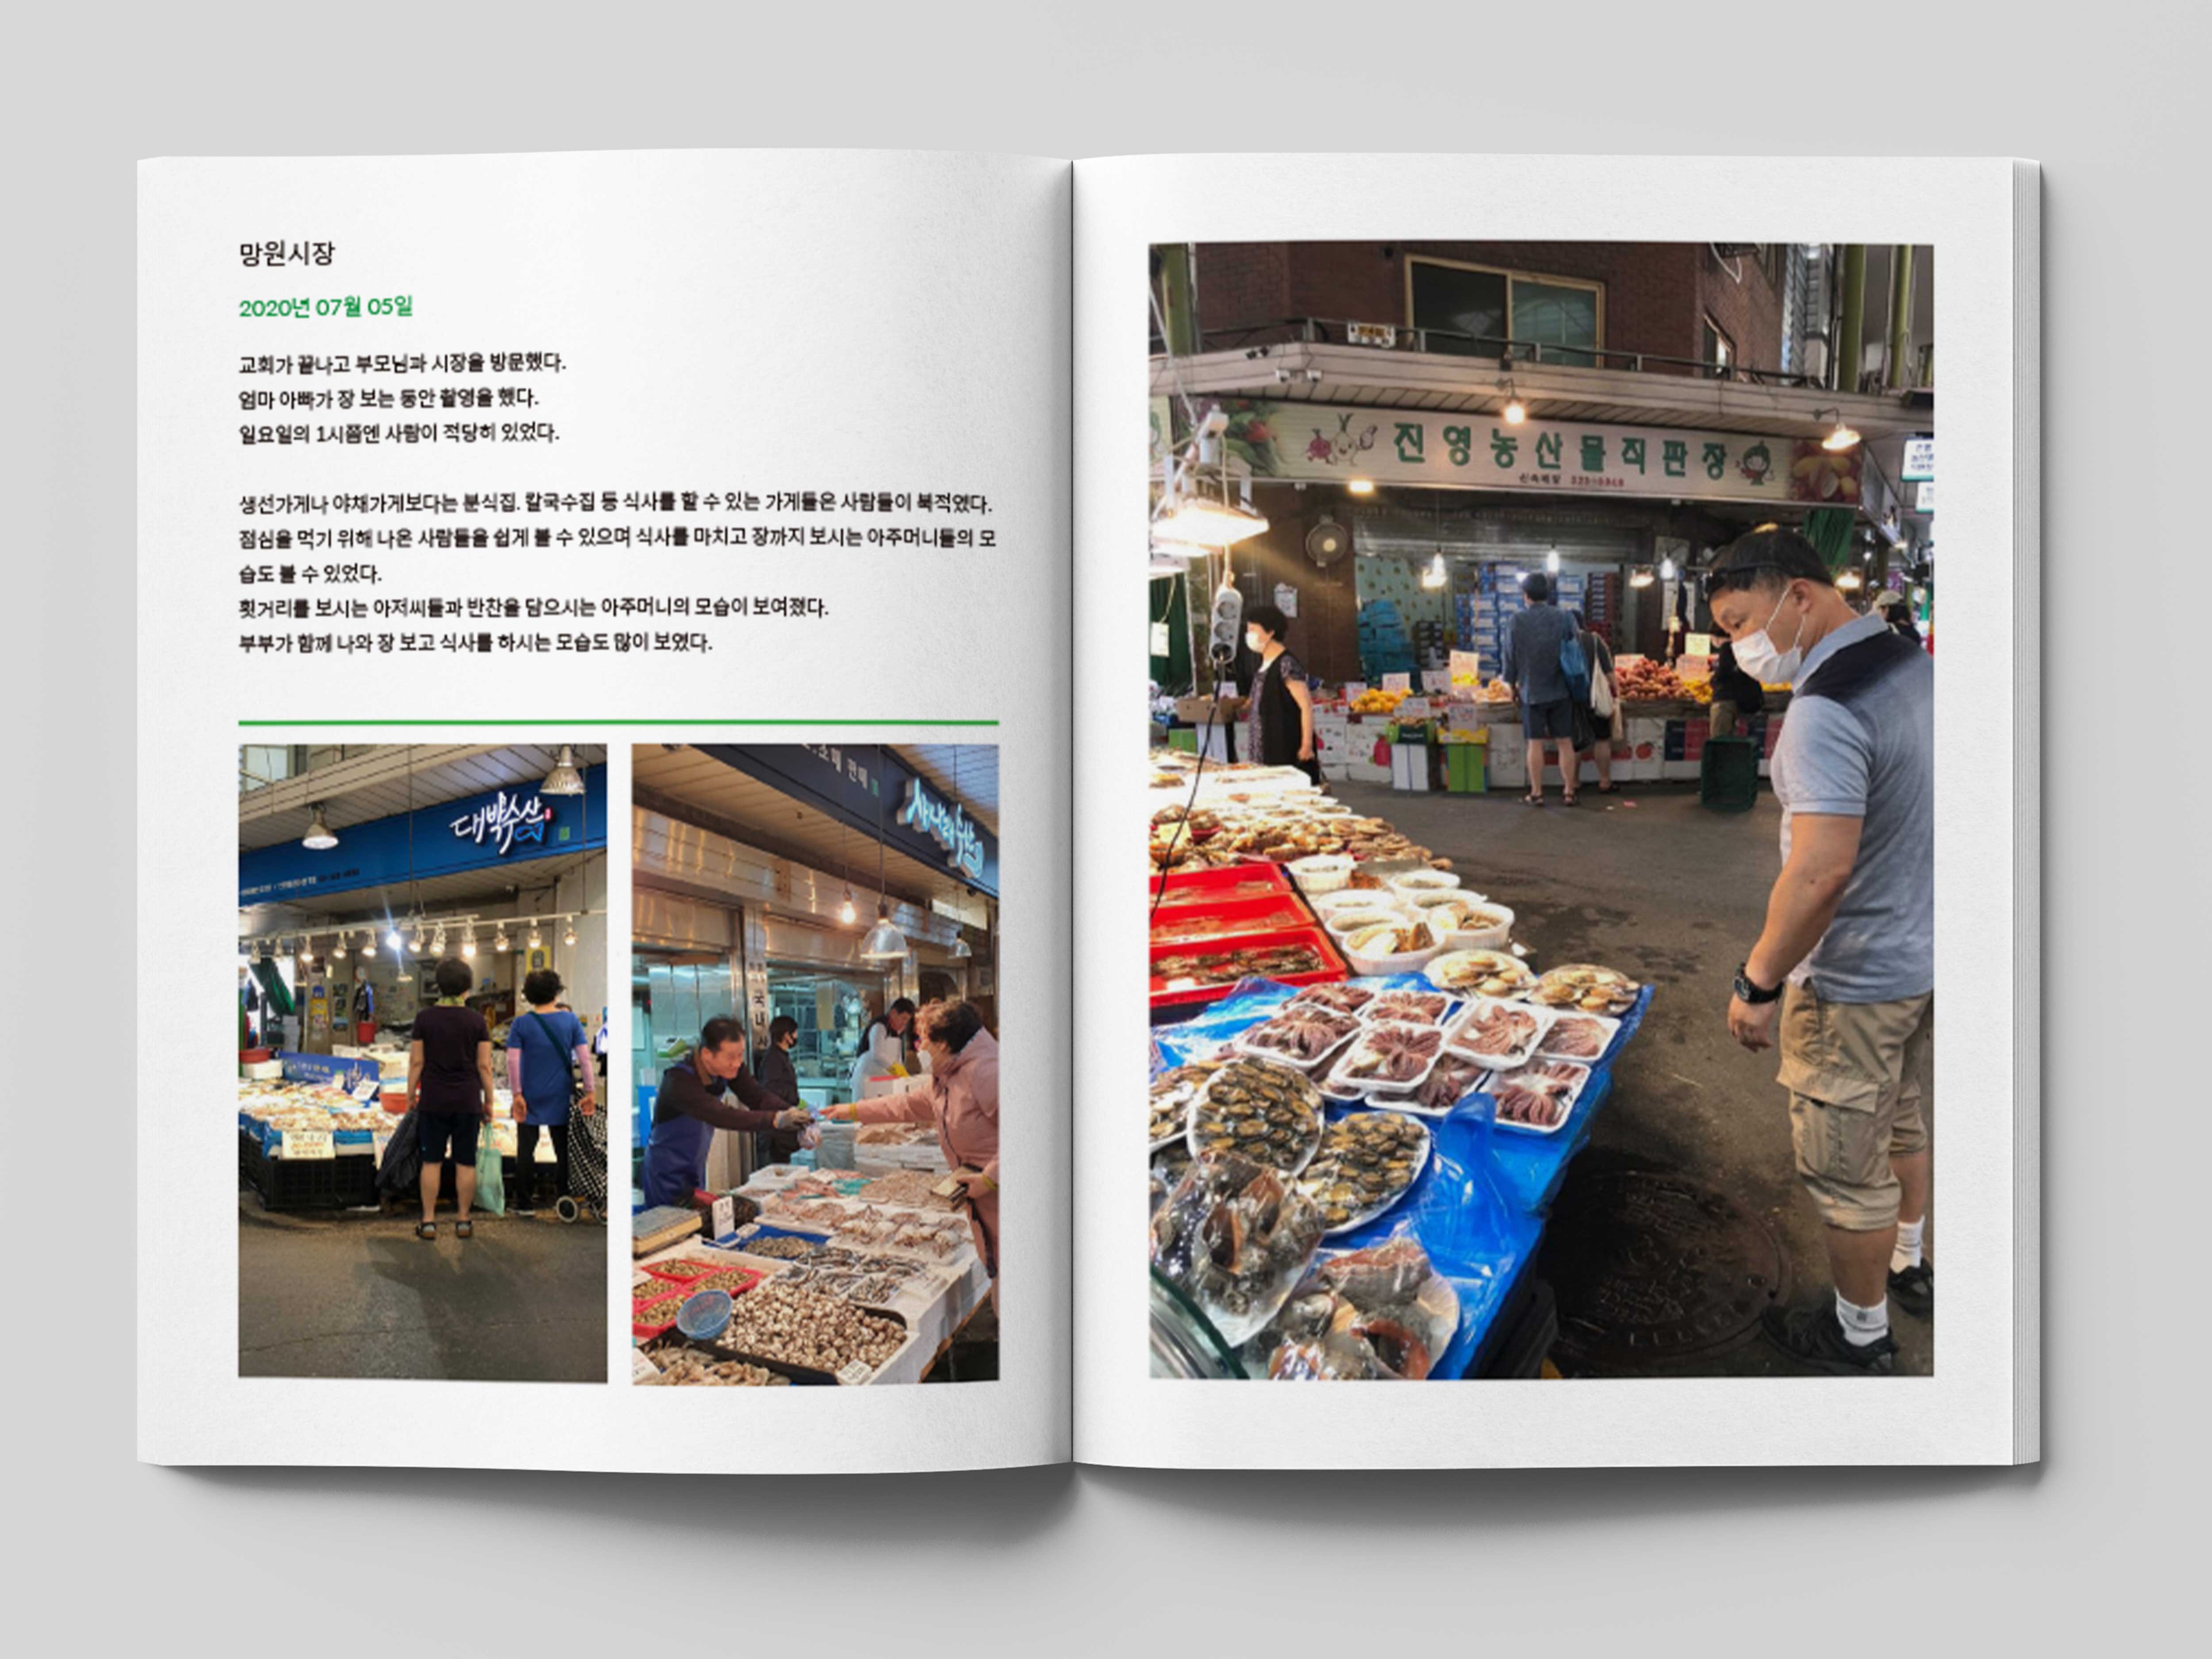 망원시장
2020년 07월 05일
교회가 끝나고 부모님과 시장을 방문했다.
엄마 아빠가 장 보는 동안 촬영을 했다.
일요일의 1시쯤엔 사람이 적당히 있었다.
생선가게나 야채가게보다는 분식집. 칼국수집 등 식사를 할 수 있는 가게들은 사람들이 북적였다.
점심을 먹기 위해 나온 사람들을 쉽게 볼 수 있으며 식사를 마치고 장까지 보시는 아주머니들의 모
습도 볼 수 있었다.
횟거리를 보시는 아저씨들과 반찬을 담으시는 아주머니의 모습이 보여졌다.
부부가 함께 나와 장 보고 식사를 하시는 모습도 많이 보였다.
대박수산
소매 판매
국내
진영농산물직판장